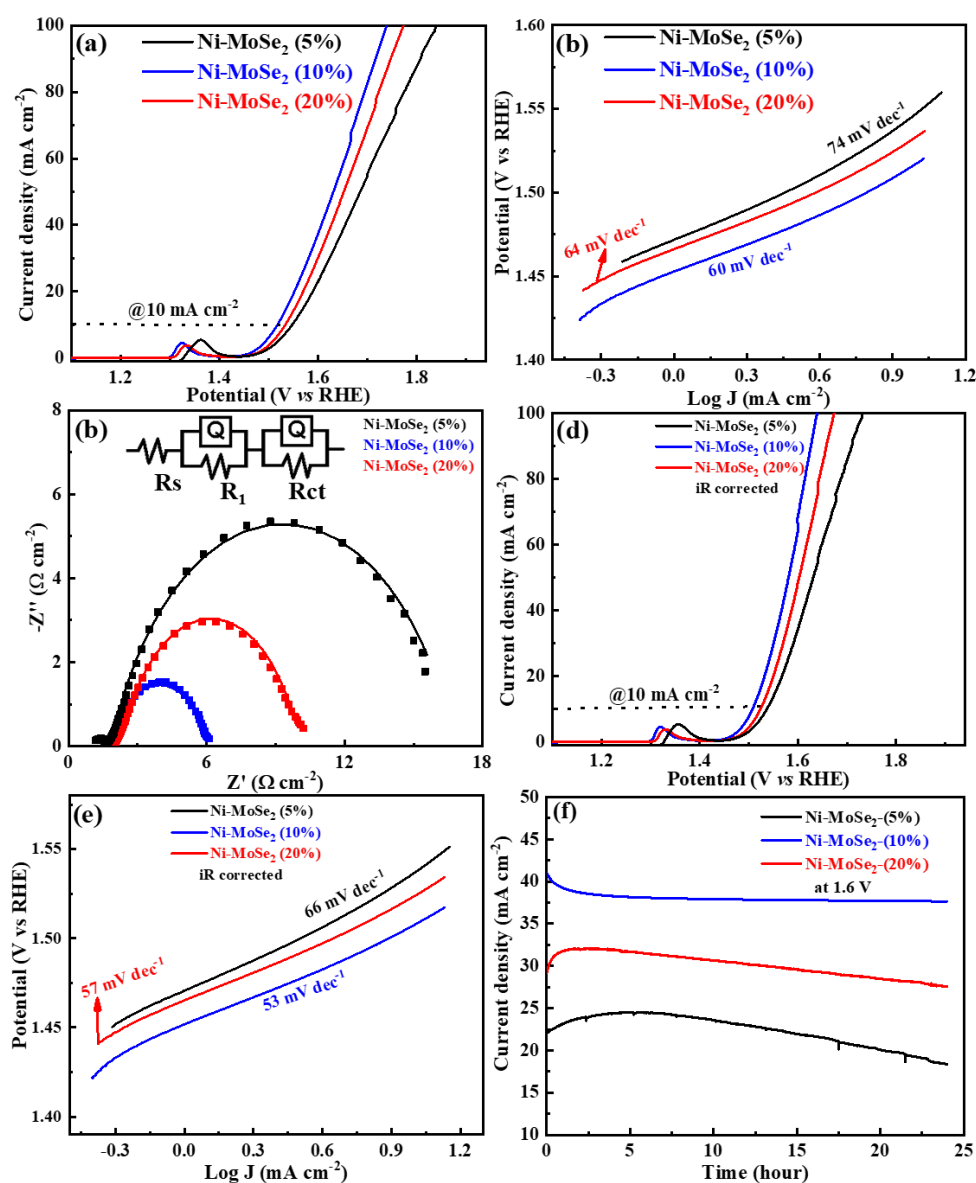 (a)
Ni-MoSe₂ (5%)
Ni-MoSe₂ (10%)
Ni-MoSe₂ (20%)
@10 mA cm⁻²
100
80
60
40
20
0
Current density (mA cm⁻²)
1.2 1.4 1.6 1.8
Potential (V vs RHE)
(b)
Ni-MoSe₂ (5%)
Ni-MoSe₂ (10%)
Ni-MoSe₂ (20%)
74 mV dec⁻¹
64 mV dec⁻¹
60 mV dec⁻¹
1.60
1.55
1.50
1.45
1.40
Potential (V vs RHE)
-0.3 0.0 0.3 0.6 0.9 1.2
Log J (mA cm⁻²)
(b)
Ni-MoSe₂ (5%)
Ni-MoSe₂ (10%)
Ni-MoSe₂ (20%)
Q Q
Rs R₁ Rct
8
6
4
2
0
-Z'' (Ω cm⁻²)
0 6 12 18
Z' (Ω cm⁻²)
(d)
Ni-MoSe₂ (5%)
Ni-MoSe₂ (10%)
Ni-MoSe₂ (20%)
iR corrected
@10 mA cm⁻²
100
80
60
40
20
0
Current density (mA cm⁻²)
1.2 1.4 1.6 1.8
Potential (V vs RHE)
(e)
Ni-MoSe₂ (5%)
Ni-MoSe₂ (10%)
Ni-MoSe₂ (20%)
iR corrected
66 mV dec⁻¹
57 mV dec⁻¹
53 mV dec⁻¹
1.55
1.50
1.45
1.40
Potential (V vs RHE)
-0.3 0.0 0.3 0.6 0.9 1.2
Log J (mA cm⁻²)
(f)
Ni-MoSe₂-(5%)
Ni-MoSe₂-(10%)
Ni-MoSe₂-(20%)
at 1.6 V
50
45
40
35
30
25
20
15
10
Current density (mA cm⁻²)
0 5 10 15 20 25
Time (hour)